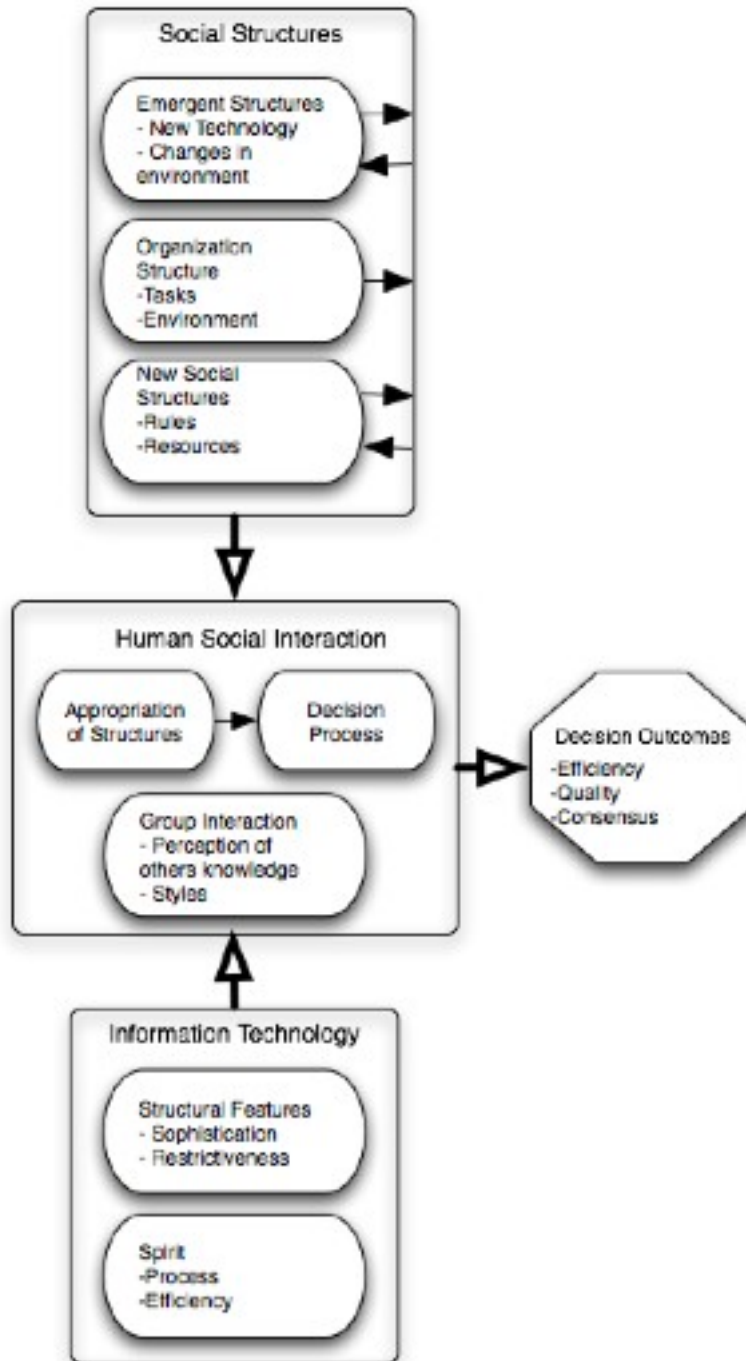 Social Structures
Emergent Structures
- New Technology
- Changes in
environment
Organization
Structure
-Tasks
-Environment
New Social
Structures
-Rules
-Resources
Human Social Interaction
Appropriation
of Structures
Decision
Process
Group Interaction
- Perception of
others knowledge
- Styles
Decision Outcomes
-Efficiency
-Quality
-Consensus
Information Technology
Structural Features
- Sophistication
- Restrictiveness
Spirit
-Process
-Efficiency